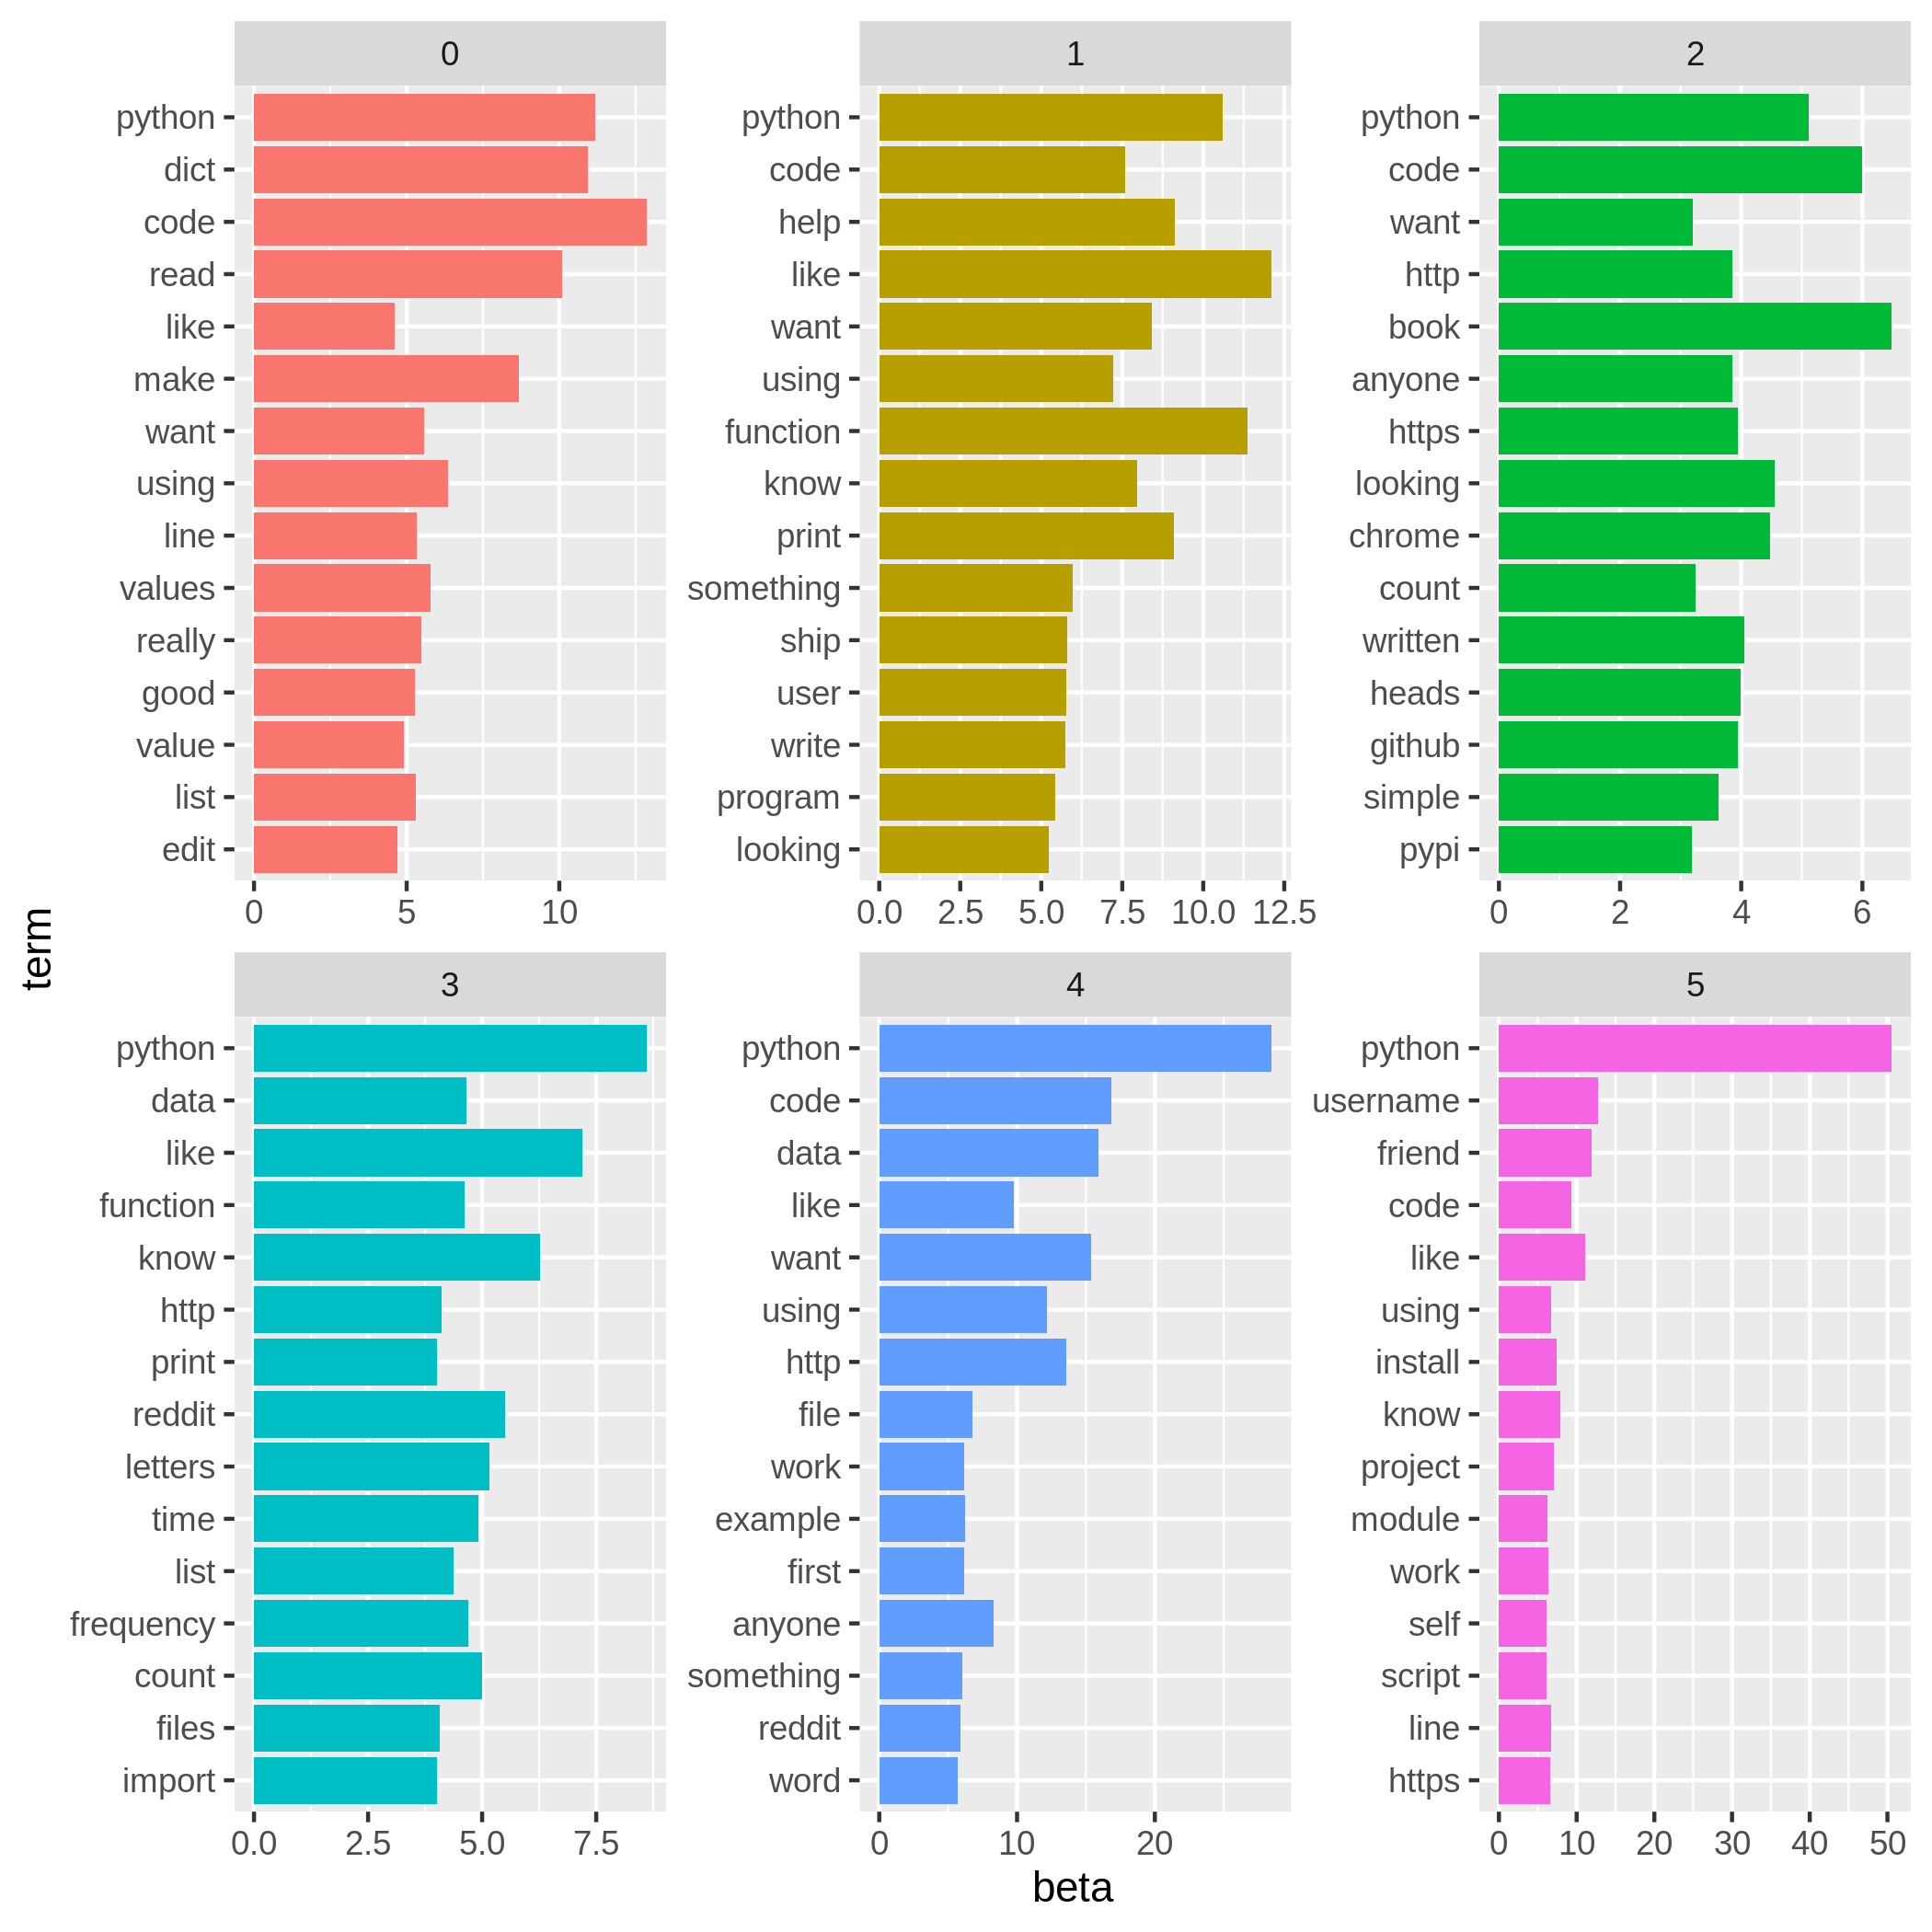 0
python
dict
code
read
like
make
want
using
line
values
really
good
value
list
edit
0 5 10
1
python
code
help
like
want
using
function
know
print
something
ship
user
write
program
looking
0.0 2.5 5.0 7.5 10.0 12.5
2
python
code
want
http
book
anyone
https
looking
chrome
count
written
heads
github
simple
pypi
0 2 4 6
term
3
python
data
like
function
know
http
print
reddit
letters
time
list
frequency
count
files
import
0.0 2.5 5.0 7.5
4
python
code
data
like
want
using
http
file
work
example
first
anyone
something
reddit
word
0 10 20
5
python
username
friend
code
like
using
install
know
project
module
work
self
script
line
https
0 10 20 30 40 50
beta